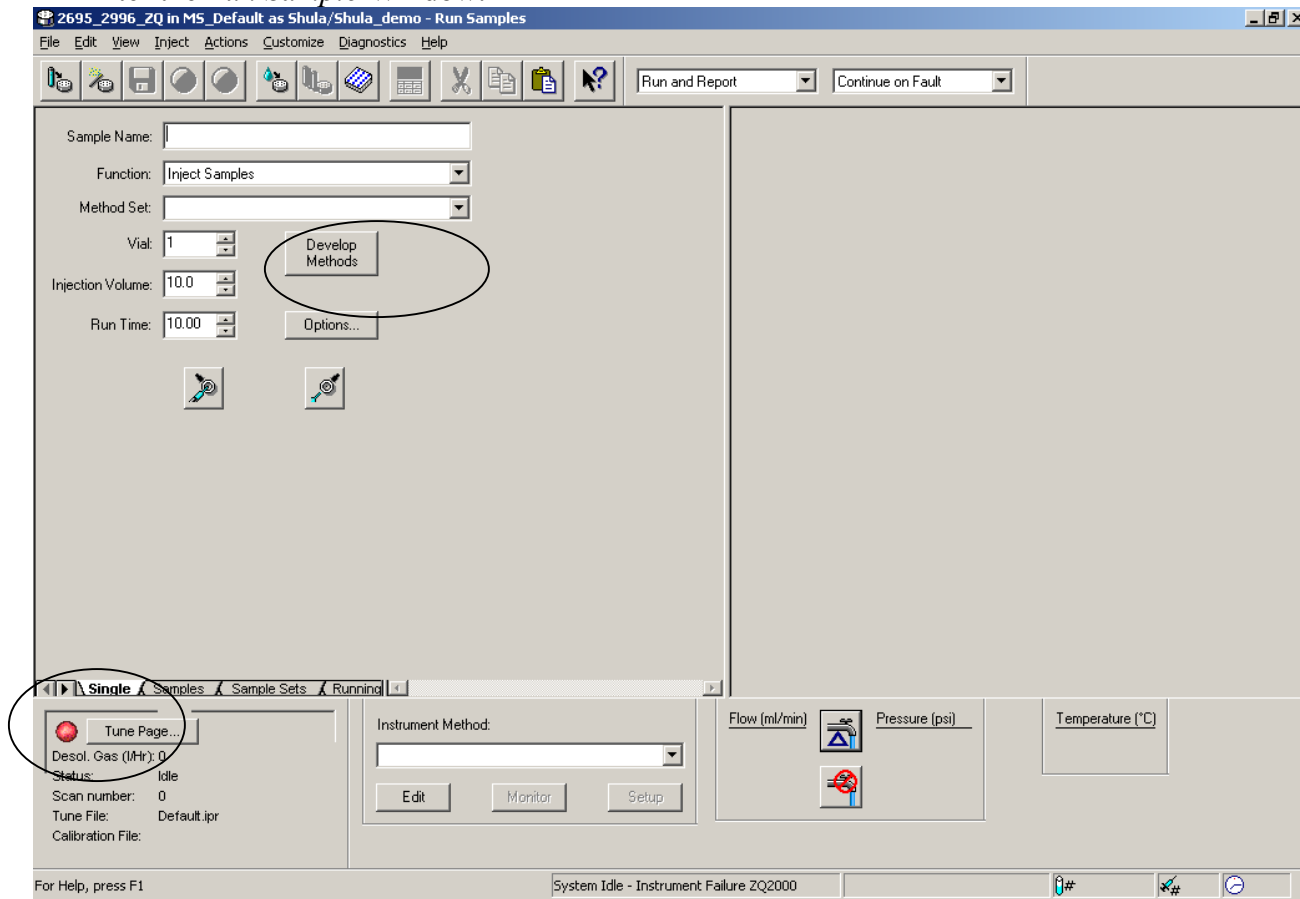 2695_2996_ZQ in MS_Default as Shula/Shula_demo - Run Samples
File Edit View Inject Actions Customize Diagnostics Help
Run and Report Continue on Fault
Sample Name:
Function: Inject Samples
Method Set:
Vial: 1 Develop
Methods
Injection Volume: 10.0
Run Time: 10.00 Options...
Single Samples Sample Sets Running
Tune Page... Instrument Method: Flow (ml/min) Pressure (psi) Temperature (°C)
Desol. Gas (l/Hr): 0
Status: Idle
Scan number: 0 Edit Monitor Setup
Tune File: Default.ipr
Calibration File:
For Help, press F1 System Idle - Instrument Failure ZQ2000 # #